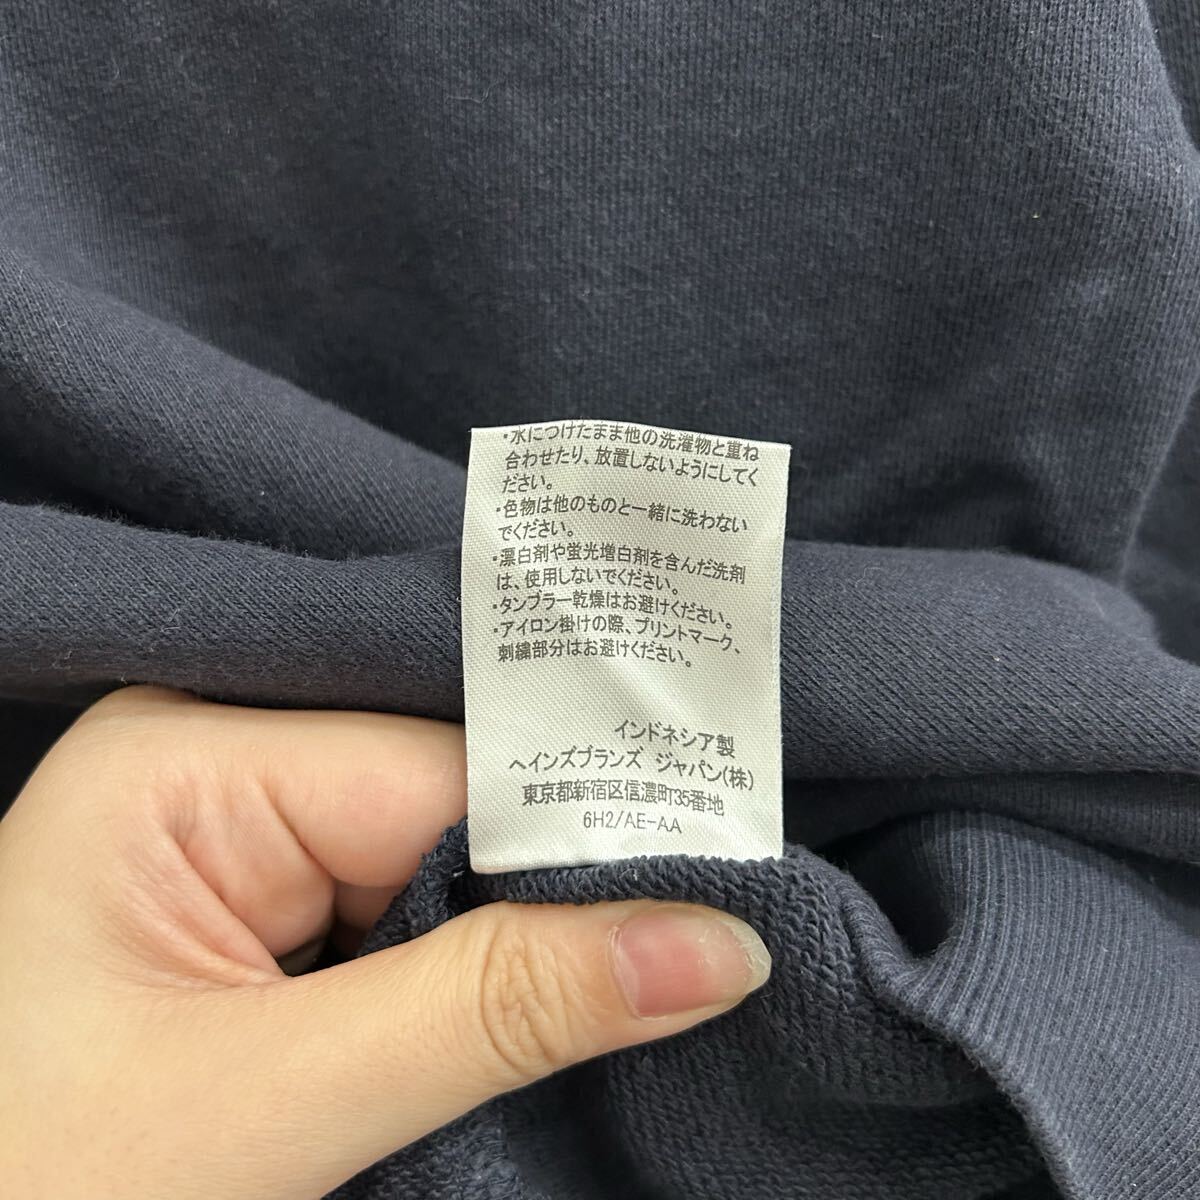 ・水につけたまま他の洗濯物と重ね
合わせたり、放置しないようにしてく
ださい。
・色物は他のものと一緒に洗わない
でください。
・漂白剤や蛍光増白剤を含んだ洗剤
は、使用しないでください。
・タンブラー乾燥はお避けください。
・アイロン掛けの際、プリントマーク、
刺繍部分はお避けください。
インドネシア製
ヘインズブランズ ジャパン(株)
東京都新宿区信濃町35番地
6H2/AE-AA